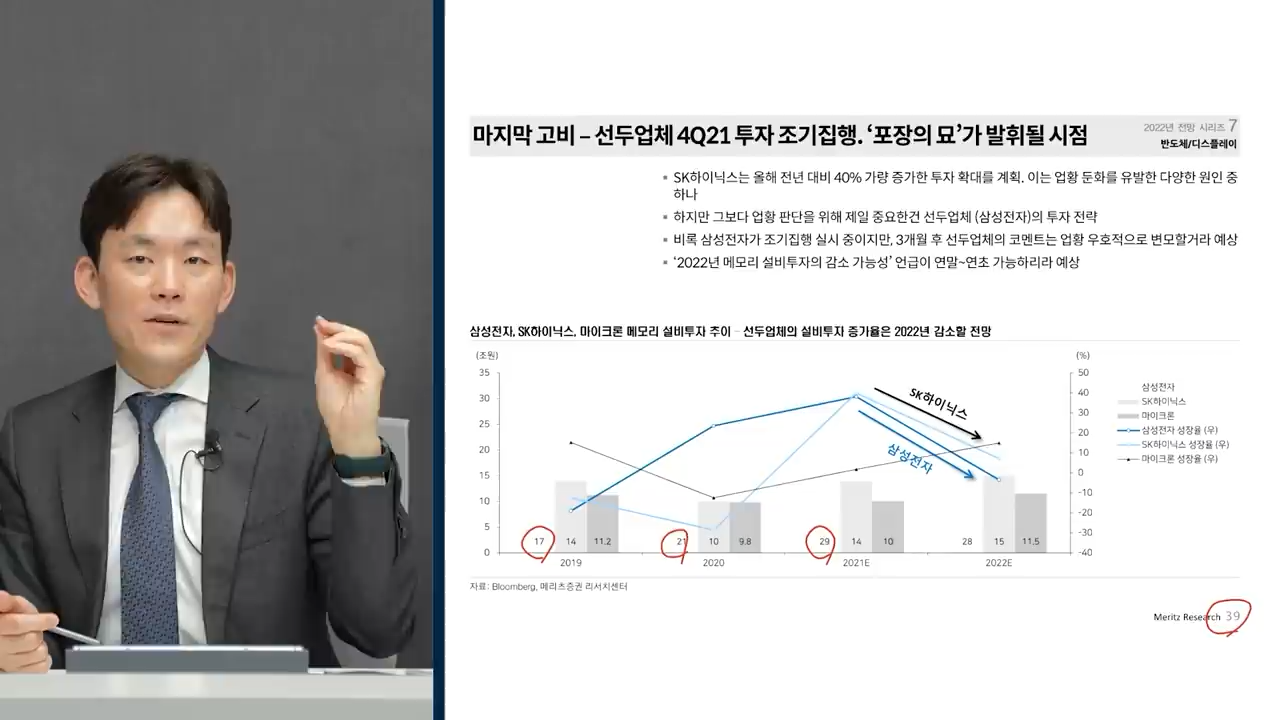 마지막 고비 – 선두업체 4Q21 투자 조기집행. ‘포장의 묘’가 발휘될 시점
2022년 전망 시리즈 7
반도체/디스플레이
▪ SK하이닉스는 올해 전년 대비 40% 가량 증가한 투자 확대를 계획. 이는 업황 둔화를 유발한 다양한 원인 중
하나
▪ 하지만 그보다 업황 판단을 위해 제일 중요한건 선두업체 (삼성전자)의 투자 전략
▪ 비록 삼성전자가 조기집행 실시 중이지만, 3개월 후 선두업체의 코멘트는 업황 우호적으로 변모할거라 예상
▪ ‘2022년 메모리 설비투자의 감소 가능성’ 언급이 연말~연초 가능하리라 예상
삼성전자, SK하이닉스, 마이크론 메모리 설비투자 추이 – 선두업체의 설비투자 증가율은 2022년 감소할 전망
(조원) (%)
35 50
30 40
25 30
20 20
15 10
10 0
5 -10
0 -20
-30
-40
SK하이닉스
삼성전자
17 14 11.2 21 10 9.8 29 14 10 28 15 11.5
2019 2020 2021E 2022E
삼성전자
SK하이닉스
마이크론
삼성전자 성장율 (우)
SK하이닉스 성장율 (우)
마이크론 성장율 (우)
자료: Bloomberg, 메리츠증권 리서치센터
Meritz Research 39